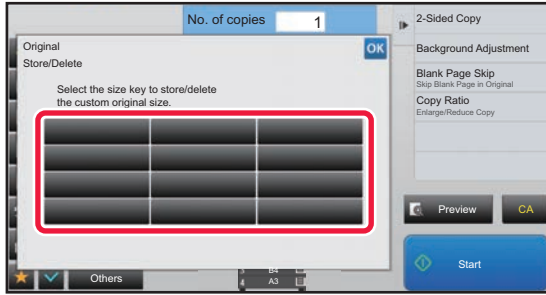 No. of copies 1
Original
OK
Store/Delete
Select the size key to store/delete
the custom original size.
2-Sided Copy
Background Adjustment
Blank Page Skip
Skip Blank Page in Original
Copy Ratio
Enlarge/Reduce Copy
Preview
CA
Start
Others
B4
4 A3